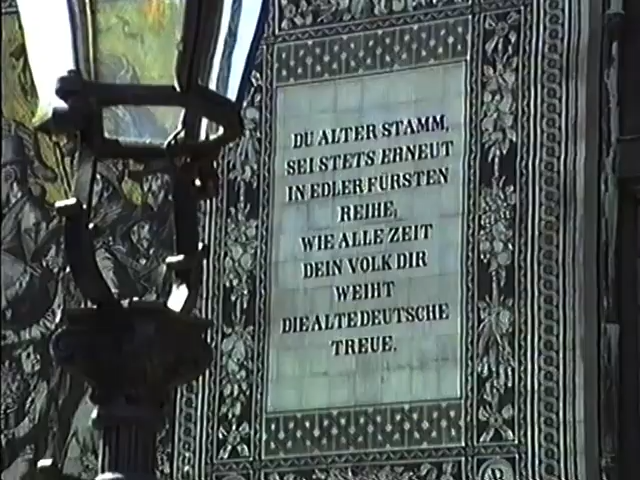 DU ALTER STAMM,
SEI STETS ERNEUT
IN EDLER FÜRSTEN
REIHE,
WIE ALLE ZEIT
DEIN VOLK DIR
WEIHT
DIE ALTE DEUTSCHE
TREUE.